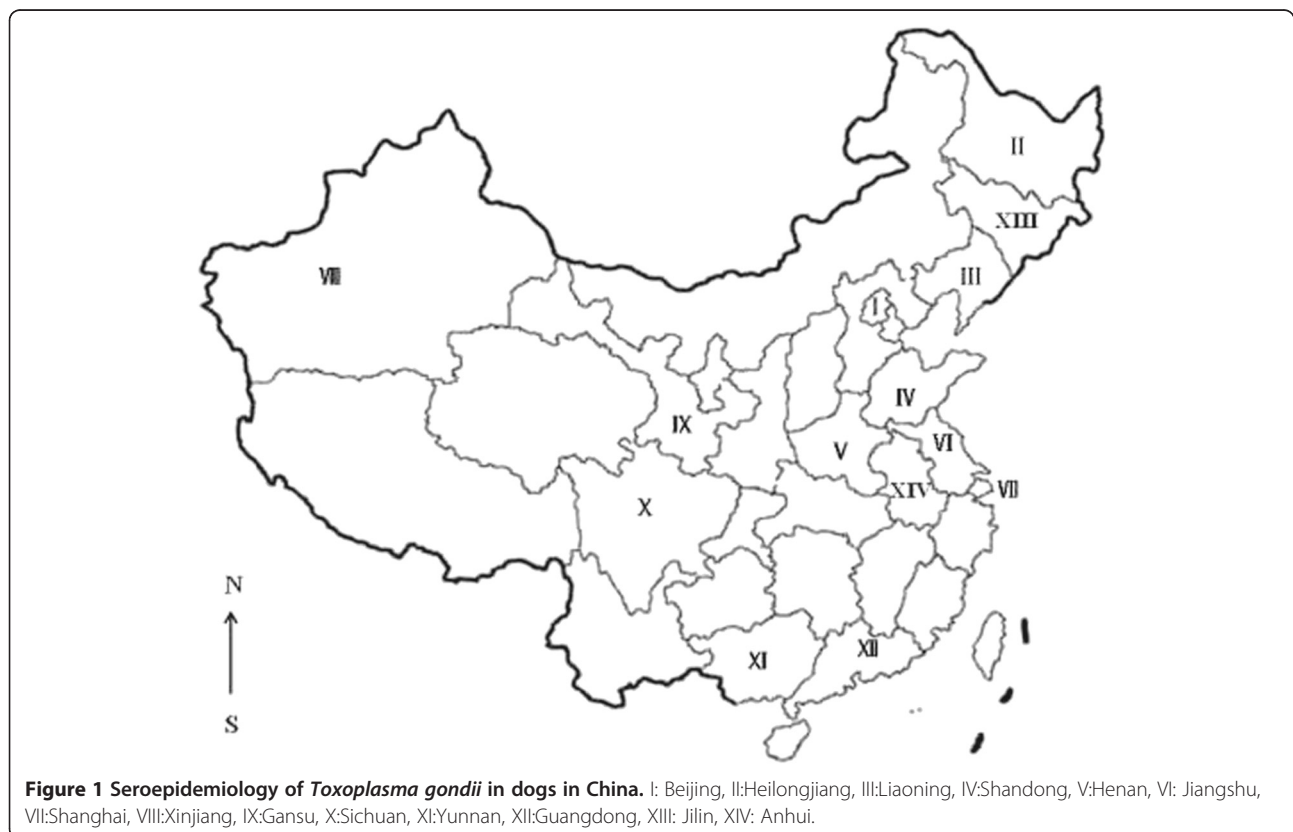 II
XIII
VIII
III
I
IV
IX
V
VI
XIV
VII
X
N
XII
XI
S
Figure 1 Seroepidemiology of Toxoplasma gondii in dogs in China. I: Beijing, II:Heilongjiang, III:Liaoning, IV:Shandong, V:Henan, VI: Jiangshu,
VII:Shanghai, VIII:Xinjiang, IX:Gansu, X:Sichuan, XI:Yunnan, XII:Guangdong, XIII: Jilin, XIV: Anhui.